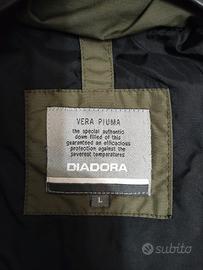 VERA PIUMA
the special authentic
down filled of this
guaranteed an efficacious
protection against the
severest temperatures
DIADORA
L
subito